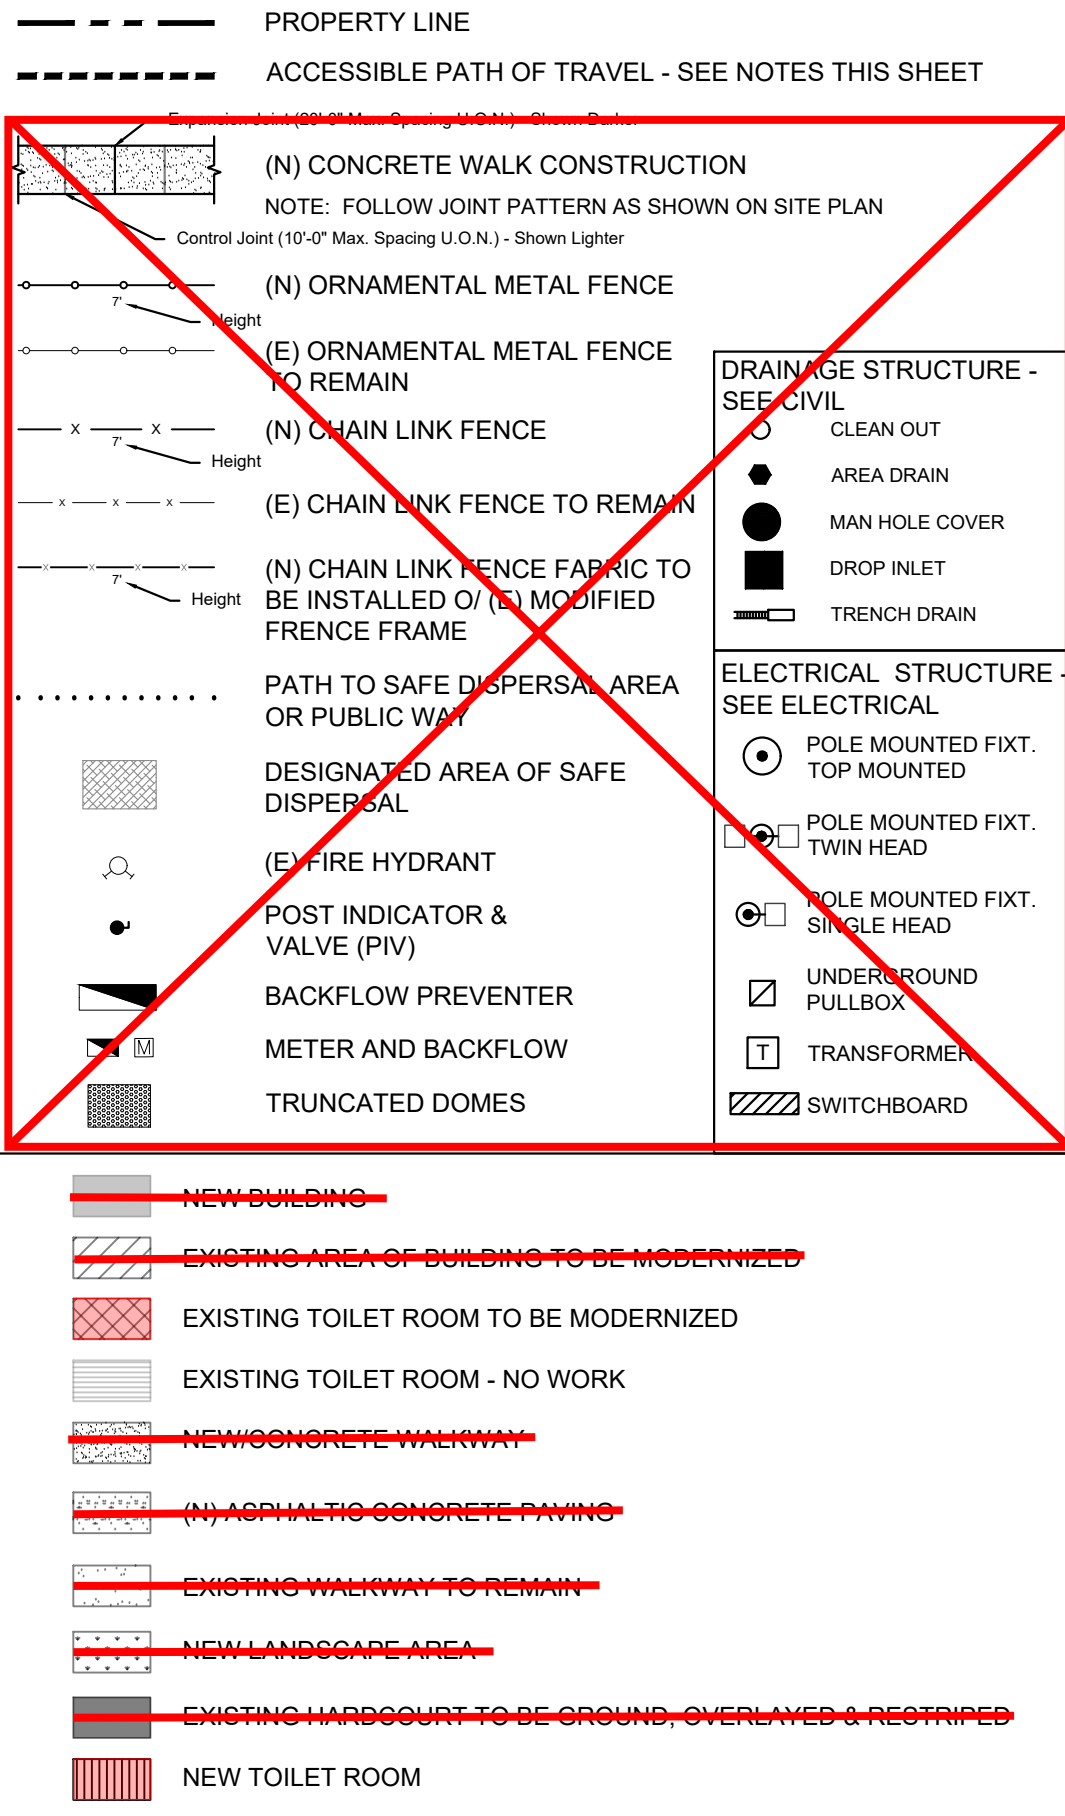 PROPERTY LINE
ACCESSIBLE PATH OF TRAVEL - SEE NOTES THIS SHEET
Expansion Joint (20'-0" Max. Spacing U.O.N.) - Shown Darker
(N) CONCRETE WALK CONSTRUCTION
NOTE: FOLLOW JOINT PATTERN AS SHOWN ON SITE PLAN
Control Joint (10'-0" Max. Spacing U.O.N.) - Shown Lighter
(N) ORNAMENTAL METAL FENCE
7'
Height
(E) ORNAMENTAL METAL FENCE
TO REMAIN
X X
(N) CHAIN LINK FENCE
7'
Height
x x x
(E) CHAIN LINK FENCE TO REMAIN
x x x x
7'
Height
(N) CHAIN LINK FENCE FABRIC TO
BE INSTALLED O/ (E) MODIFIED
FRENCE FRAME
PATH TO SAFE DISPERSAL AREA
OR PUBLIC WAY
DESIGNATED AREA OF SAFE
DISPERSAL
(E) FIRE HYDRANT
POST INDICATOR &
VALVE (PIV)
BACKFLOW PREVENTER
M
METER AND BACKFLOW
TRUNCATED DOMES
DRAINAGE STRUCTURE -
SEE CIVIL
CLEAN OUT
AREA DRAIN
MAN HOLE COVER
DROP INLET
TRENCH DRAIN
ELECTRICAL STRUCTURE -
SEE ELECTRICAL
POLE MOUNTED FIXT.
TOP MOUNTED
POLE MOUNTED FIXT.
TWIN HEAD
POLE MOUNTED FIXT.
SINGLE HEAD
UNDERGROUND
PULLBOX
T
TRANSFORMER
SWITCHBOARD
NEW BUILDING
EXISTING AREA OF BUILDING TO BE MODERNIZED
EXISTING TOILET ROOM TO BE MODERNIZED
EXISTING TOILET ROOM - NO WORK
NEW/CONCRETE WALKWAY
(N) ASPHALTIC CONCRETE PAVING
EXISTING WALKWAY TO REMAIN
NEW LANDSCAPE AREA
EXISTING HARDCOURT TO BE GROUND, OVERLAYED & RESTRIPED
NEW TOILET ROOM